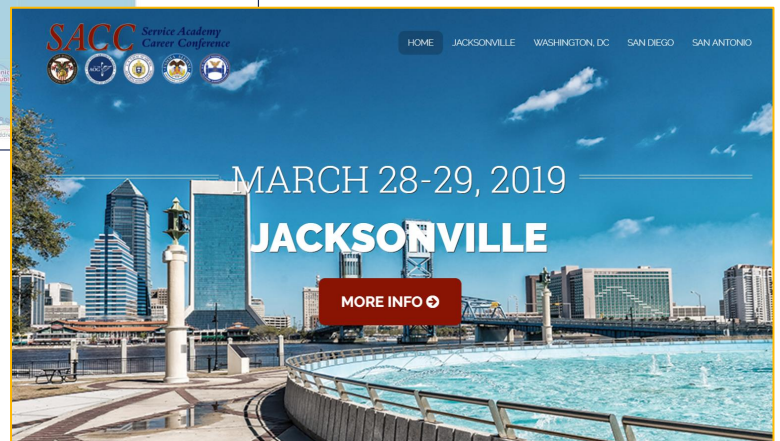 SACC Service Academy
Career Conference
HOME JACKSONVILLE WASHINGTON, DC SAN DIEGO SAN ANTONIO
MARCH 28-29, 2019
JACKSONVILLE
MORE INFO